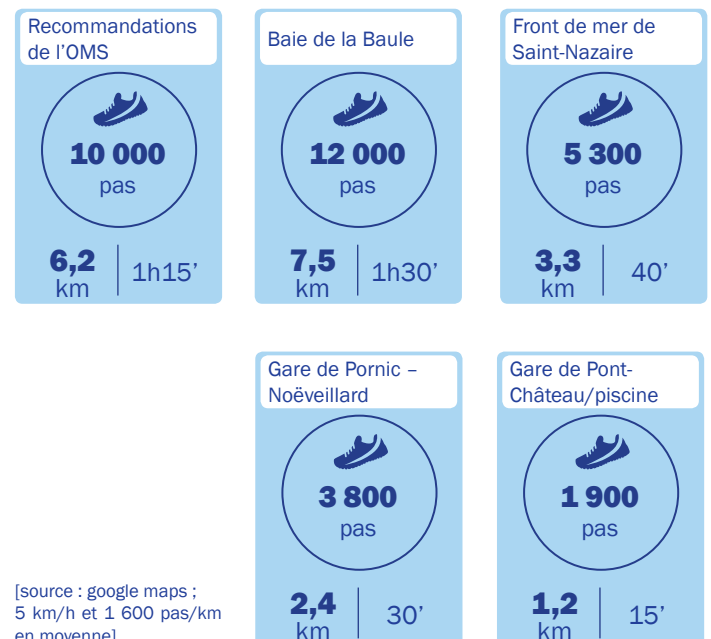 Recommandations
de l'OMS
10 000
pas
6,2
km
1h15’
Baie de la Baule
12 000
pas
7,5
km
1h30’
Front de mer de
Saint-Nazaire
5 300
pas
3,3
km
40’
Gare de Pornic –
Noëveillard
3 800
pas
2,4
km
30’
Gare de Pont-
Château/piscine
1 900
pas
1,2
km
15’
[source : google maps ;
5 km/h et 1 600 pas/km
en moyenne]